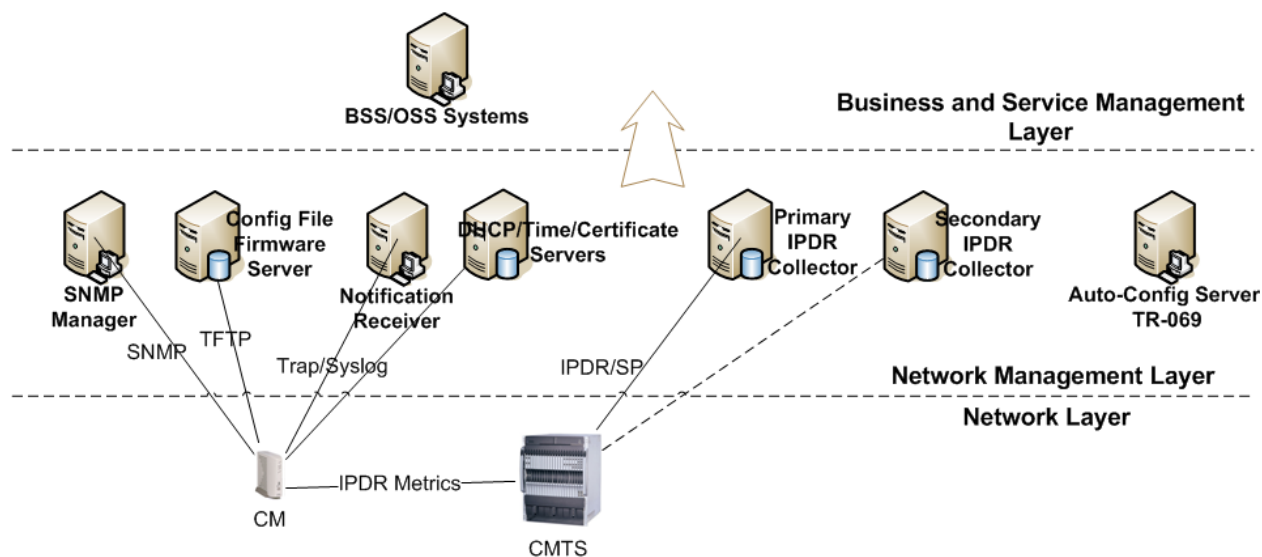 BSS/OSS Systems
Business and Service Management
Layer
SNMP
Manager
Config File
Firmware
Server
Notification
Receiver
DHCP/Time/Certificate
Servers
Primary
IPDR
Collector
Secondary
IPDR
Collector
Auto-Config Server
TR-069
SNMP
TFTP
Trap/Syslog
IPDR/SP
Network Management Layer
Network Layer
IPDR Metrics
CM
CMTS